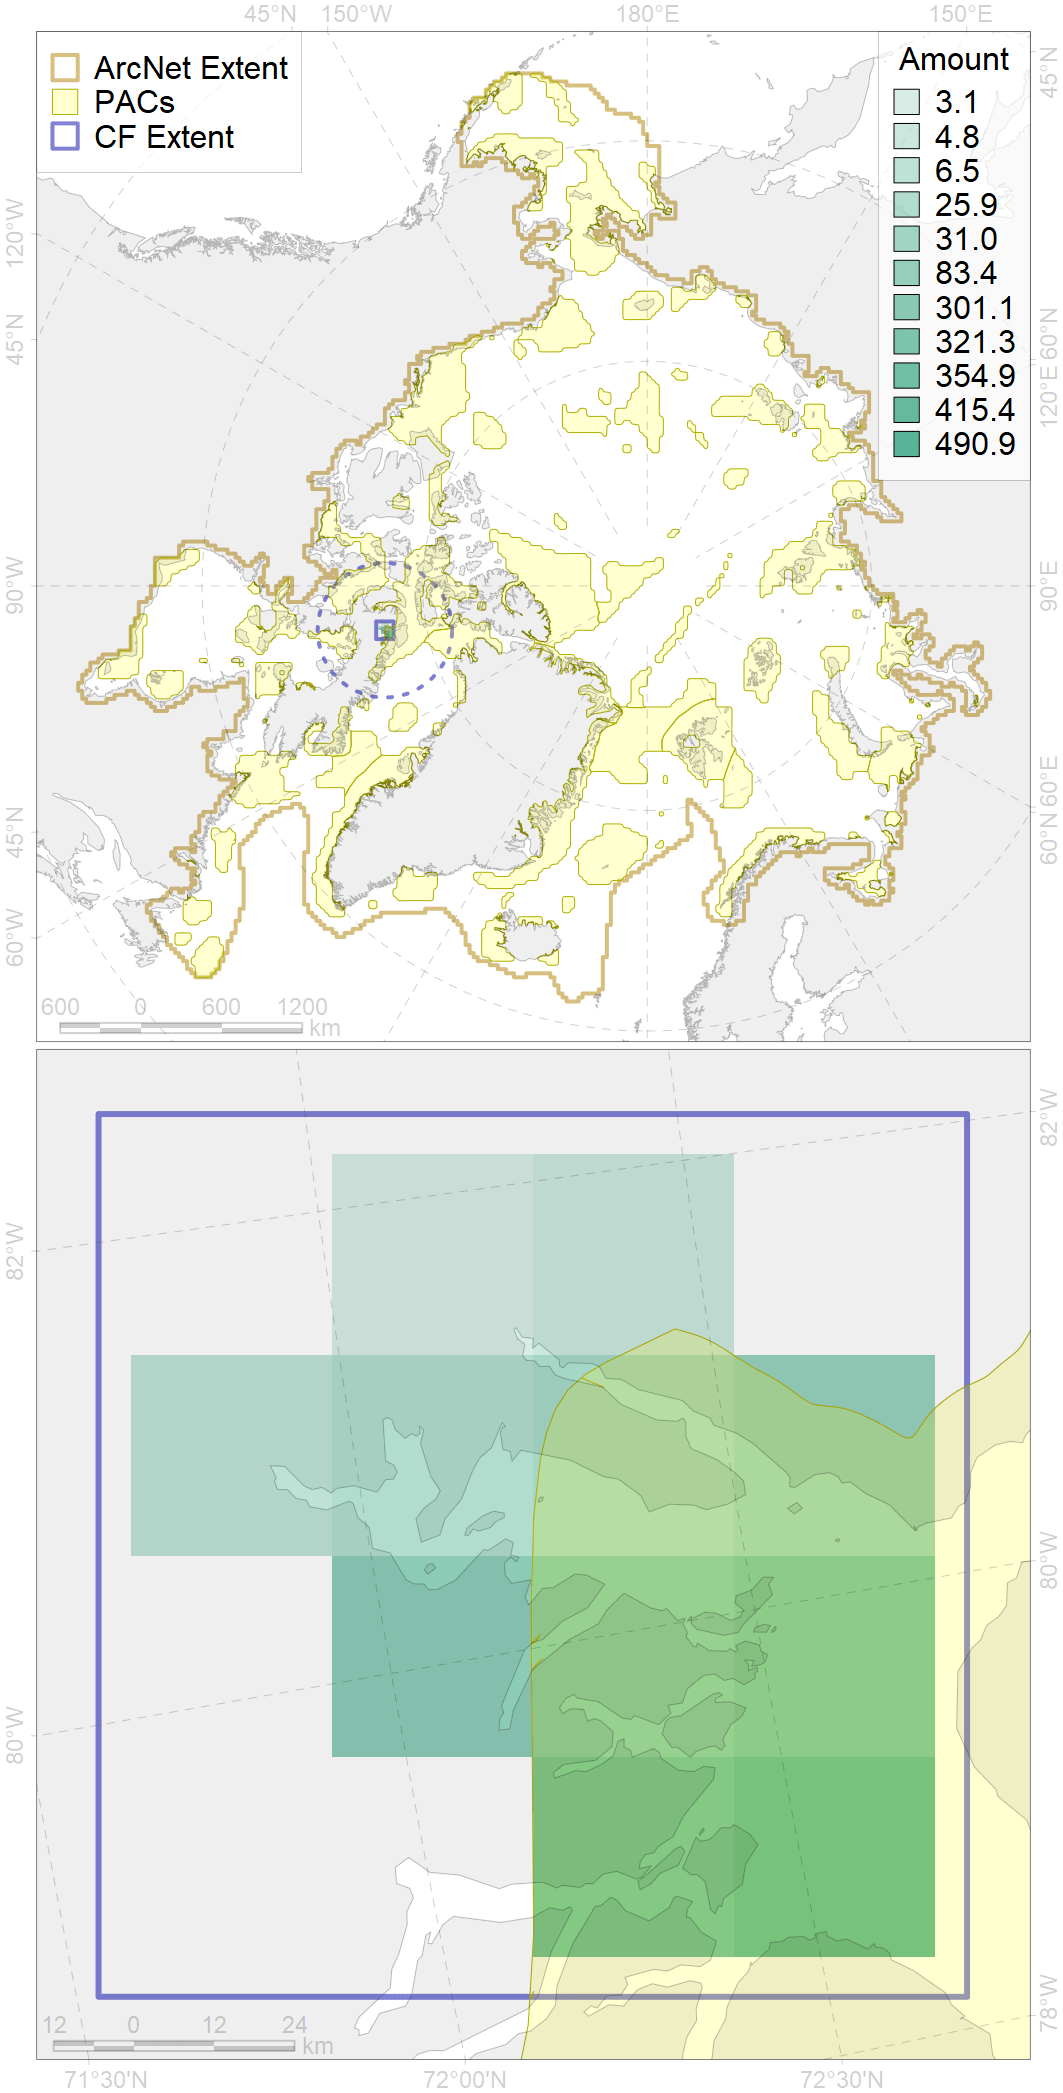 45°N 150°W 180°E 150°E
ArcNet Extent
PACs
CF Extent
Amount
3.1
4.8
6.5
25.9
31.0
83.4
301.1
321.3
354.9
415.4
490.9
45°N
60°N
120°E
90°E
60°E
60°N
120°W
45°N
90°W
45°N
60°W
600 0 600 1200
km
82°W
82°W
80°W
80°W
78°W
12 0 12 24
km
71°30'N 72°00'N 72°30'N